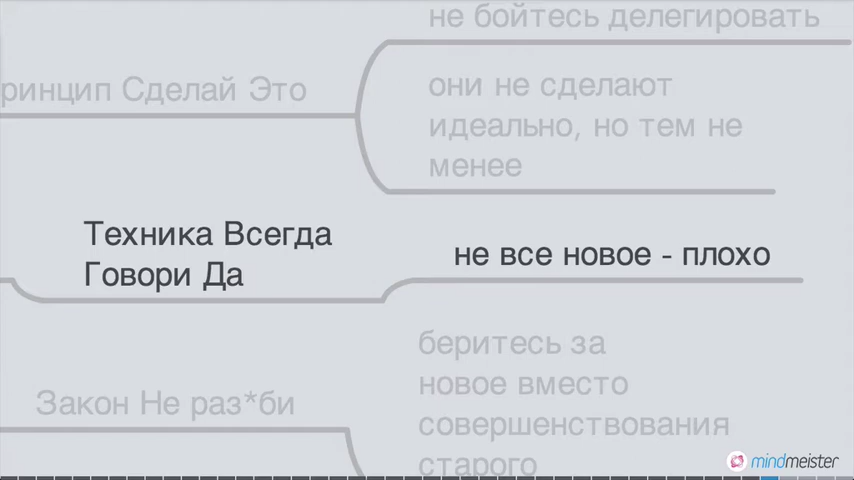 не бойтесь делегировать
ринцип Сделай Это
они не сделают
идеально, но тем не
менее
Техника Всегда
Говори Да
не все новое - плохо
Закон Не раз*би
беритесь за
новое вместо
совершенствования
старого
mindmeister